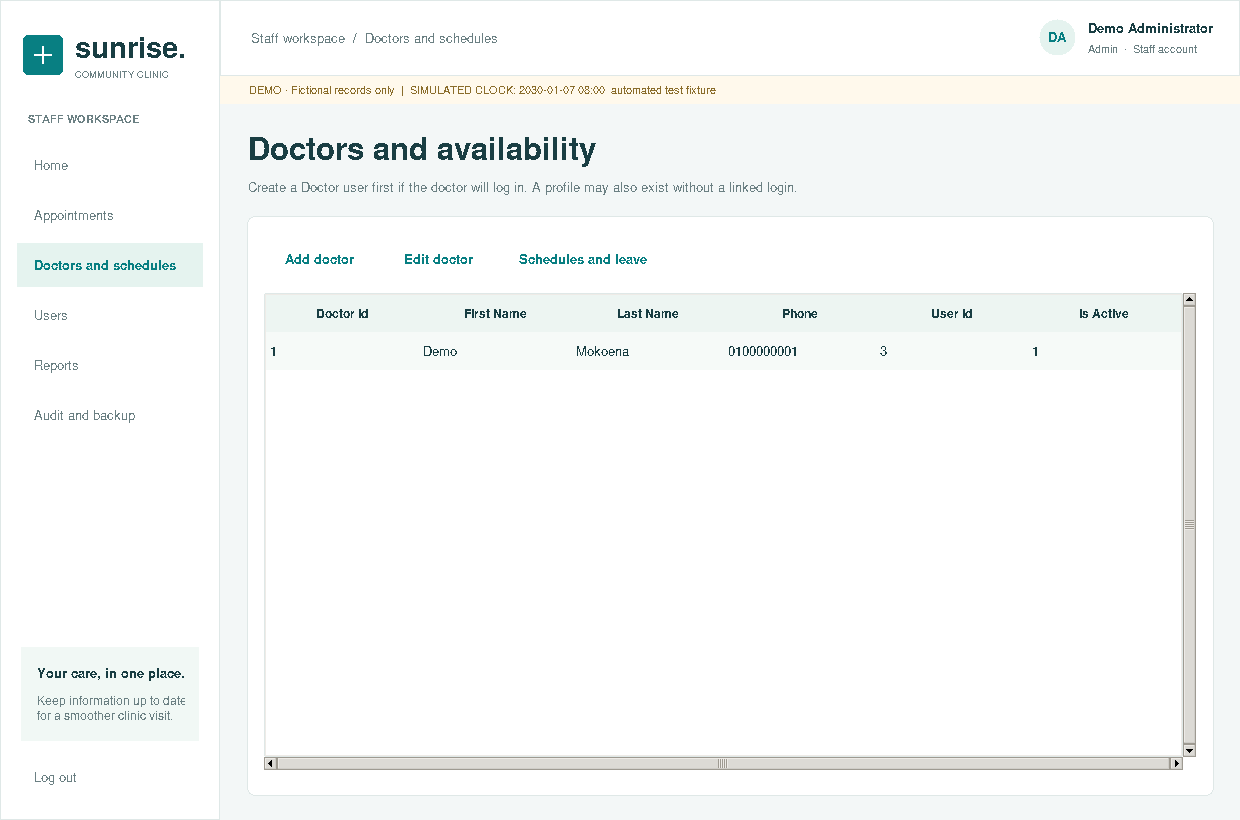 sunrise.
COMMUNITY CLINIC
STAFF WORKSPACE
Home
Appointments
Doctors and schedules
Users
Reports
Audit and backup
Your care, in one place.
Keep information up to date
for a smoother clinic visit.
Log out
Staff workspace / Doctors and schedules
DA
Demo Administrator
Admin · Staff account
DEMO · Fictional records only | SIMULATED CLOCK: 2030-01-07 08:00 automated test fixture
Doctors and availability
Create a Doctor user first if the doctor will log in. A profile may also exist without a linked login.
Add doctor Edit doctor Schedules and leave
Doctor Id First Name Last Name Phone User Id Is Active
1 Demo Mokoena 0100000001 3 1